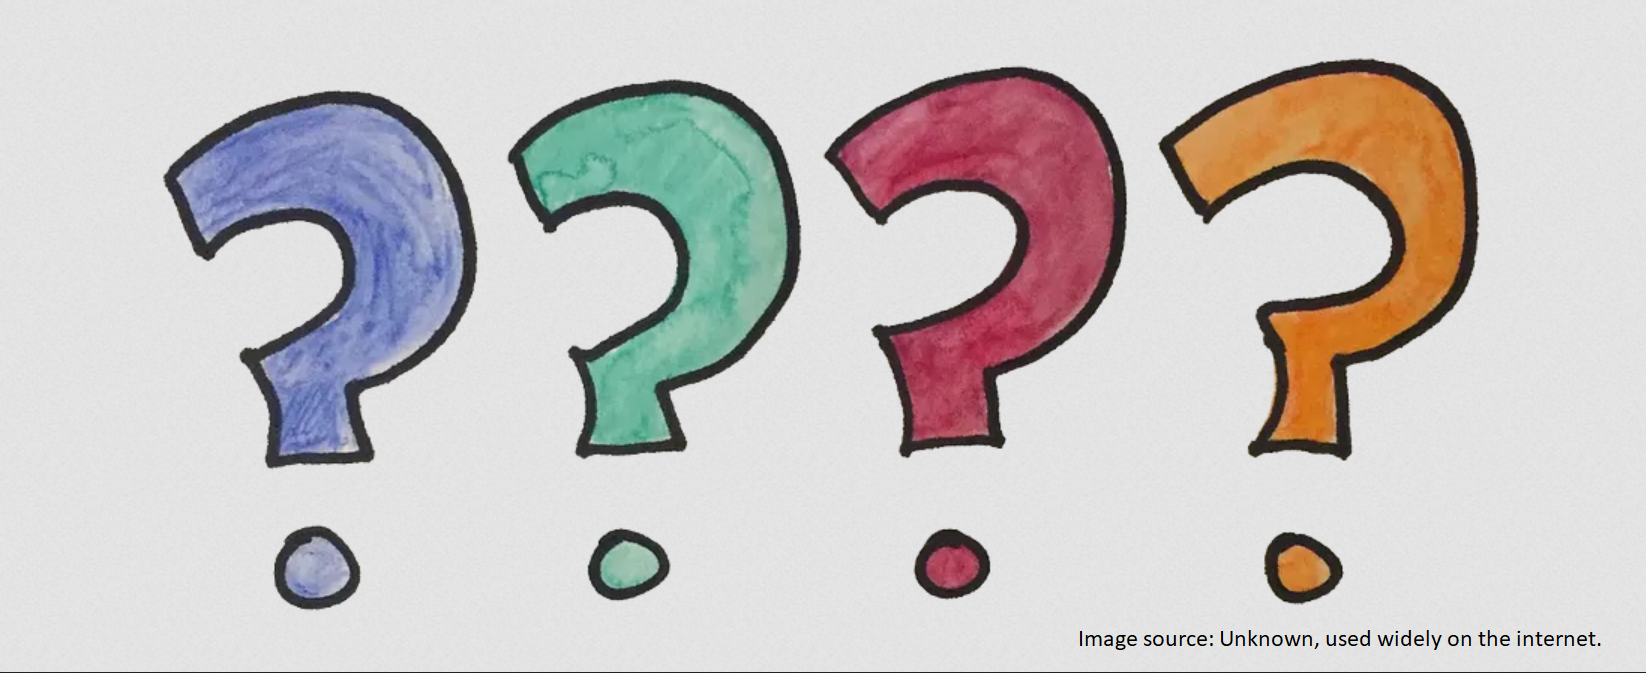 ? ? ? ?
Image source: Unknown, used widely on the internet.